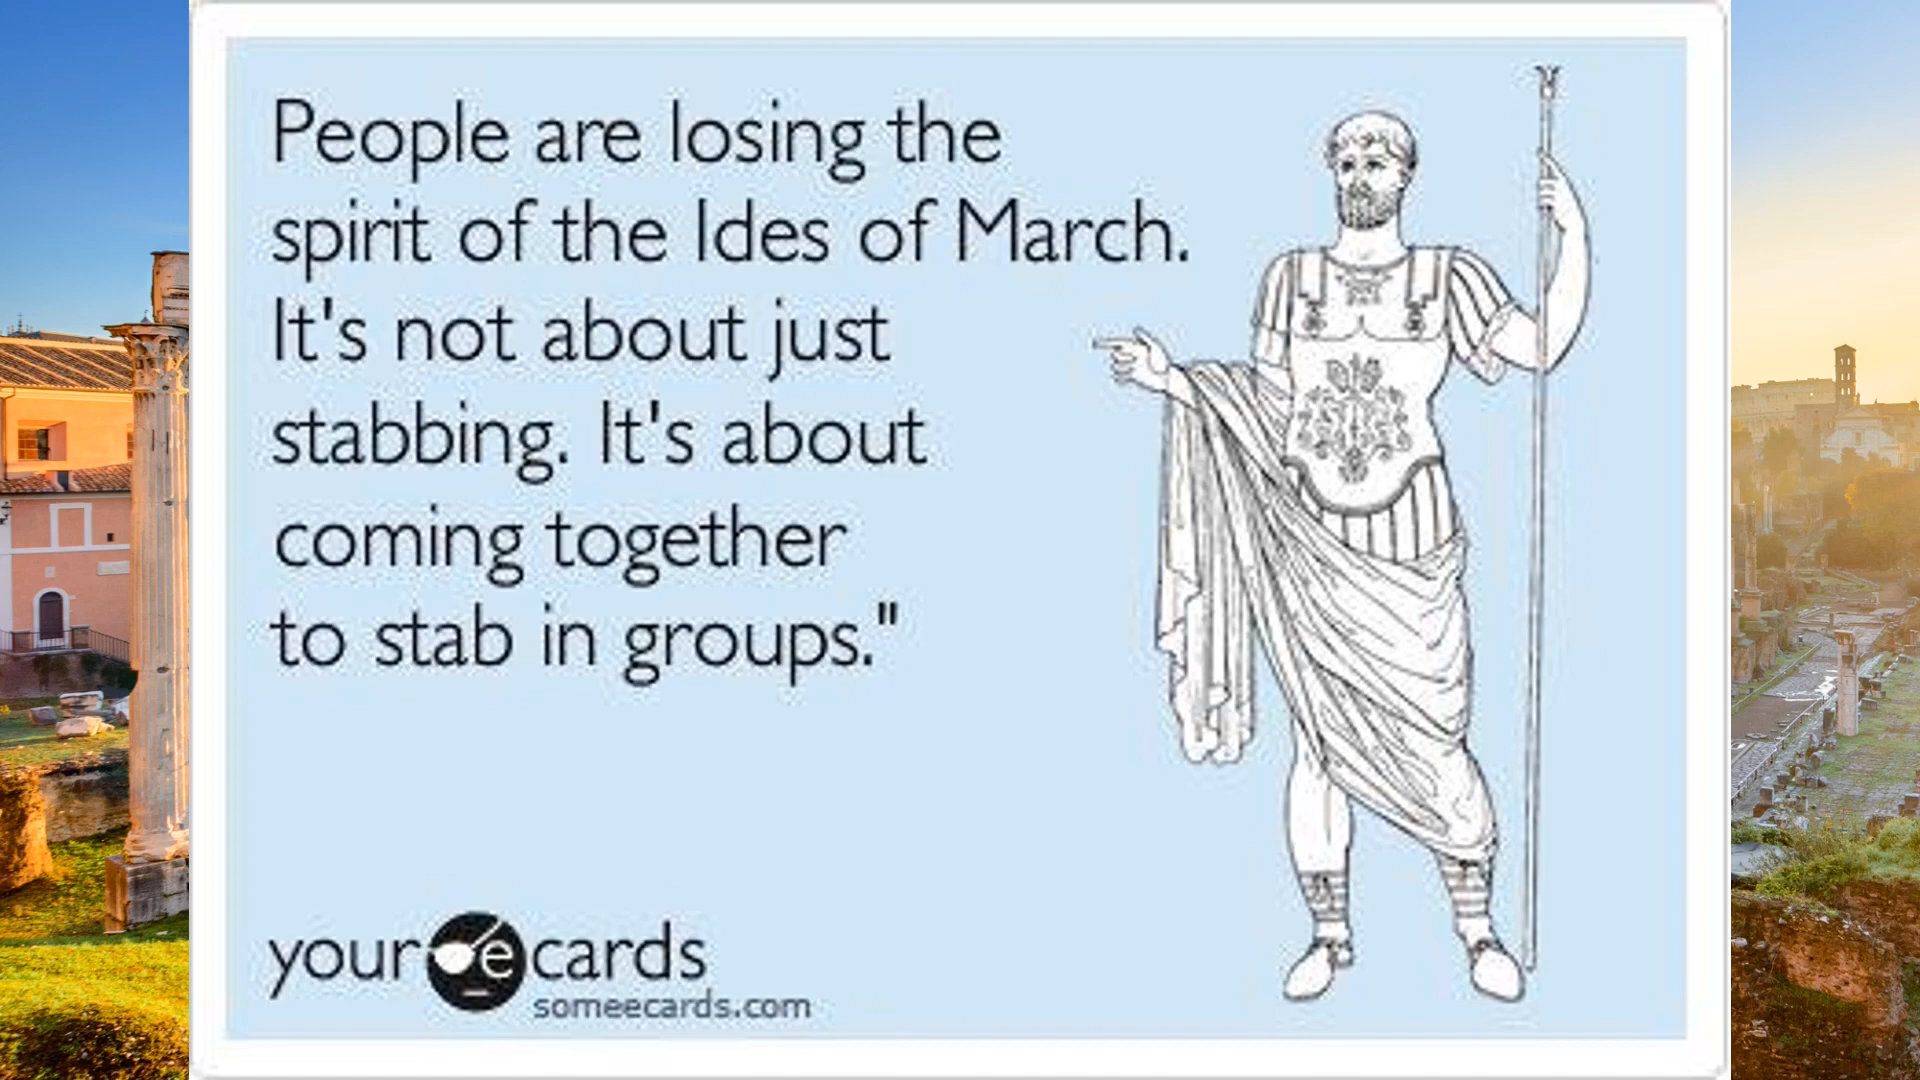 People are losing the
spirit of the Ides of March.
It's not about just
stabbing. It's about
coming together
to stab in groups."
your e cards
someecards.com